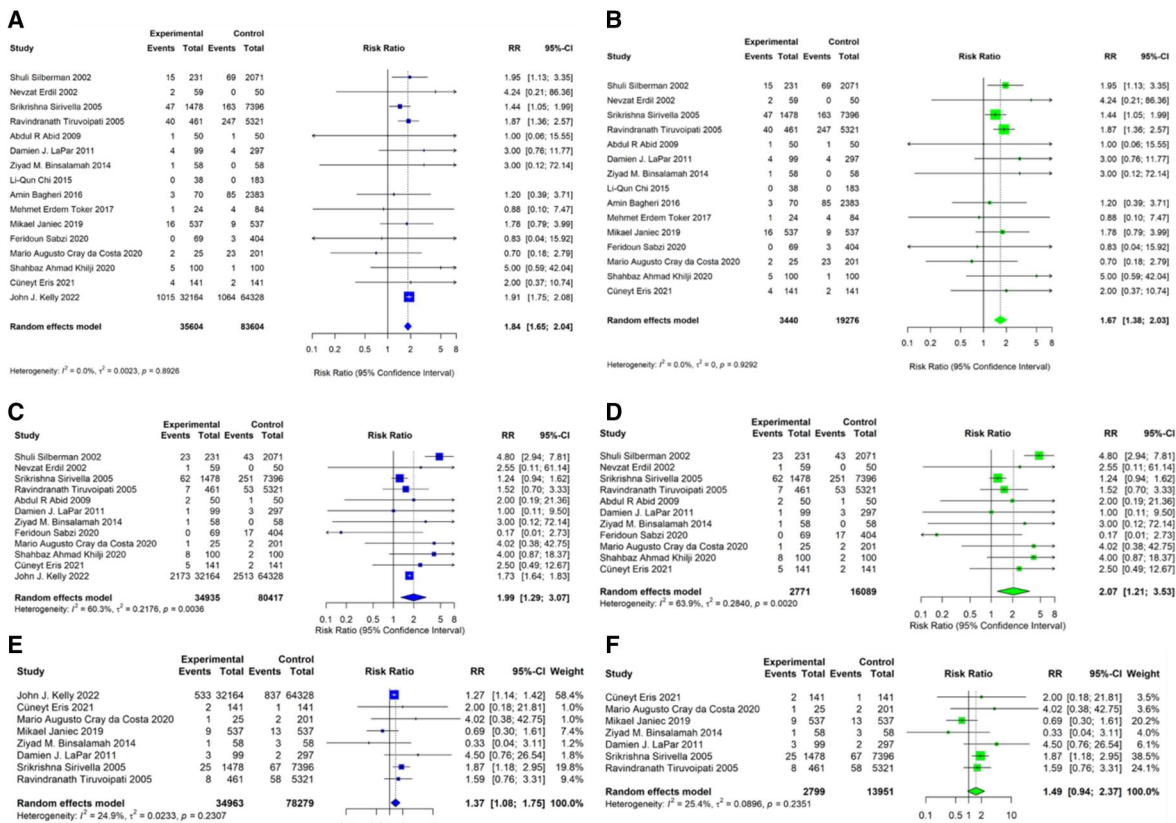 A
Experimental Control
Study Events Total Events Total Risk Ratio RR 95%-CI
Shuli Silberman 2002 15 231 69 2071 1.95 [1.13; 3.35]
Nevzat Erdil 2002 2 59 0 50 4.24 [0.21; 86.36]
Srikrishna Sirivella 2005 47 1478 163 7396 1.44 [1.05; 1.99]
Ravindranath Tiruvoipati 2005 40 461 247 5321 1.87 [1.36; 2.57]
Abdul R Abid 2009 1 50 1 50 1.00 [0.06; 15.55]
Damien J. LaPar 2011 4 99 4 297 3.00 [0.76; 11.77]
Ziyad M. Binsalamah 2014 1 58 0 58 3.00 [0.12; 72.14]
Li-Qun Chi 2015 0 38 0 183
Amin Bagheri 2016 3 70 85 2383 1.20 [0.39; 3.71]
Mehmet Erdem Toker 2017 1 24 4 84 0.88 [0.10; 7.47]
Mikael Janiec 2019 16 537 9 537 1.78 [0.79; 3.99]
Feridoun Sabzi 2020 0 69 3 404 0.83 [0.04; 15.92]
Mario Augusto Cray da Costa 2020 2 25 23 201 0.70 [0.18; 2.79]
Shahbaz Ahmad Khilji 2020 5 100 1 100 5.00 [0.59; 42.04]
Cüneyt Eris 2021 4 141 2 141 2.00 [0.37; 10.74]
John J. Kelly 2022 1015 32164 1064 64328 1.91 [1.75; 2.08]
Random effects model 35604 83604 1.84 [1.65; 2.04]
0.1 0.2 0.5 1 2 5 8
Heterogeneity: I² = 0.0%, τ² = 0.0023, p = 0.8926
Risk Ratio (95% Confidence Interval)
B
Experimental Control
Study Events Total Events Total Risk Ratio RR 95%-CI
Shuli Silberman 2002 15 231 69 2071 1.95 [1.13; 3.35]
Nevzat Erdil 2002 2 59 0 50 4.24 [0.21; 86.36]
Srikrishna Sirivella 2005 47 1478 163 7396 1.44 [1.05; 1.99]
Ravindranath Tiruvoipati 2005 40 461 247 5321 1.87 [1.36; 2.57]
Abdul R Abid 2009 1 50 1 50 1.00 [0.06; 15.55]
Damien J. LaPar 2011 4 99 4 297 3.00 [0.76; 11.77]
Ziyad M. Binsalamah 2014 1 58 0 58 3.00 [0.12; 72.14]
Li-Qun Chi 2015 0 38 0 183
Amin Bagheri 2016 3 70 85 2383 1.20 [0.39; 3.71]
Mehmet Erdem Toker 2017 1 24 4 84 0.88 [0.10; 7.47]
Mikael Janiec 2019 16 537 9 537 1.78 [0.79; 3.99]
Feridoun Sabzi 2020 0 69 3 404 0.83 [0.04; 15.92]
Mario Augusto Cray da Costa 2020 2 25 23 201 0.70 [0.18; 2.79]
Shahbaz Ahmad Khilji 2020 5 100 1 100 5.00 [0.59; 42.04]
Cüneyt Eris 2021 4 141 2 141 2.00 [0.37; 10.74]
Random effects model 3440 19276 1.67 [1.38; 2.03]
0.1 0.2 0.5 1 2 5 8
Heterogeneity: I² = 0.0%, τ² = 0, p = 0.9292
Risk Ratio (95% Confidence Interval)
C
Experimental Control
Study Events Total Events Total Risk Ratio RR 95%-CI
Shuli Silberman 2002 23 231 43 2071 4.80 [2.94; 7.81]
Nevzat Erdil 2002 1 59 0 50 2.55 [0.11; 61.14]
Srikrishna Sirivella 2005 62 1478 251 7396 1.24 [0.94; 1.62]
Ravindranath Tiruvoipati 2005 7 461 53 5321 1.52 [0.70; 3.33]
Abdul R Abid 2009 2 50 1 50 2.00 [0.19; 21.36]
Damien J. LaPar 2011 1 99 3 297 1.00 [0.11; 9.50]
Ziyad M. Binsalamah 2014 1 58 0 58 3.00 [0.12; 72.14]
Feridoun Sabzi 2020 0 69 17 404 0.17 [0.01; 2.73]
Mario Augusto Cray da Costa 2020 1 25 2 201 4.02 [0.38; 42.75]
Shahbaz Ahmad Khilji 2020 8 100 2 100 4.00 [0.87; 18.37]
Cüneyt Eris 2021 5 141 2 141 2.50 [0.49; 12.67]
John J. Kelly 2022 2173 32164 2513 64328 1.73 [1.64; 1.83]
Random effects model 34935 80417 1.99 [1.29; 3.07]
Heterogeneity: I² = 60.3%, τ² = 0.2176, p = 0.0036
0.1 0.2 0.5 1 2 5 8
Risk Ratio (95% Confidence Interval)
D
Experimental Control
Study Events Total Events Total Risk Ratio RR 95%-CI
Shuli Silberman 2002 23 231 43 2071 4.80 [2.94; 7.81]
Nevzat Erdil 2002 1 59 0 50 2.55 [0.11; 61.14]
Srikrishna Sirivella 2005 62 1478 251 7396 1.24 [0.94; 1.62]
Ravindranath Tiruvoipati 2005 7 461 53 5321 1.52 [0.70; 3.33]
Abdul R Abid 2009 2 50 1 50 2.00 [0.19; 21.36]
Damien J. LaPar 2011 1 99 3 297 1.00 [0.11; 9.50]
Ziyad M. Binsalamah 2014 1 58 0 58 3.00 [0.12; 72.14]
Feridoun Sabzi 2020 0 69 17 404 0.17 [0.01; 2.73]
Mario Augusto Cray da Costa 2020 1 25 2 201 4.02 [0.38; 42.75]
Shahbaz Ahmad Khilji 2020 8 100 2 100 4.00 [0.87; 18.37]
Cüneyt Eris 2021 5 141 2 141 2.50 [0.49; 12.67]
Random effects model 2771 16089 2.07 [1.21; 3.53]
Heterogeneity: I² = 63.9%, τ² = 0.2840, p = 0.0020
0.1 0.2 0.5 1 2 5 8
Risk Ratio (95% Confidence Interval)
E
Experimental Control
Study Events Total Events Total Risk Ratio RR 95%-CI Weight
John J. Kelly 2022 533 32164 837 64328 1.27 [1.14; 1.42] 58.4%
Cüneyt Eris 2021 2 141 1 141 2.00 [0.18; 21.81] 1.0%
Mario Augusto Cray da Costa 2020 1 25 2 201 4.02 [0.38; 42.75] 1.0%
Mikael Janiec 2019 9 537 13 537 0.69 [0.30; 1.61] 7.4%
Ziyad M. Binsalamah 2014 1 58 3 58 0.33 [0.04; 3.11] 1.2%
Damien J. LaPar 2011 3 99 2 297 4.50 [0.76; 26.54] 1.8%
Srikrishna Sirivella 2005 25 1478 67 7396 1.87 [1.18; 2.95] 19.8%
Ravindranath Tiruvoipati 2005 8 461 58 5321 1.59 [0.76; 3.31] 9.4%
Random effects model 34963 78279 1.37 [1.08; 1.75] 100.0%
Heterogeneity: I² = 24.9%, τ² = 0.0233, p = 0.2307
F
Experimental Control
Study Events Total Events Total Risk Ratio RR 95%-CI Weight
Cüneyt Eris 2021 2 141 1 141 2.00 [0.18; 21.81] 3.5%
Mario Augusto Cray da Costa 2020 1 25 2 201 4.02 [0.38; 42.75] 3.6%
Mikael Janiec 2019 9 537 13 537 0.69 [0.30; 1.61] 20.2%
Ziyad M. Binsalamah 2014 1 58 3 58 0.33 [0.04; 3.11] 4.0%
Damien J. LaPar 2011 3 99 2 297 4.50 [0.76; 26.54] 6.1%
Srikrishna Sirivella 2005 25 1478 67 7396 1.87 [1.18; 2.95] 38.5%
Ravindranath Tiruvoipati 2005 8 461 58 5321 1.59 [0.76; 3.31] 24.1%
Random effects model 2799 13951 1.49 [0.94; 2.37] 100.0%
Heterogeneity: I² = 25.4%, τ² = 0.0896, p = 0.2351
0.1 0.5 1 2 10